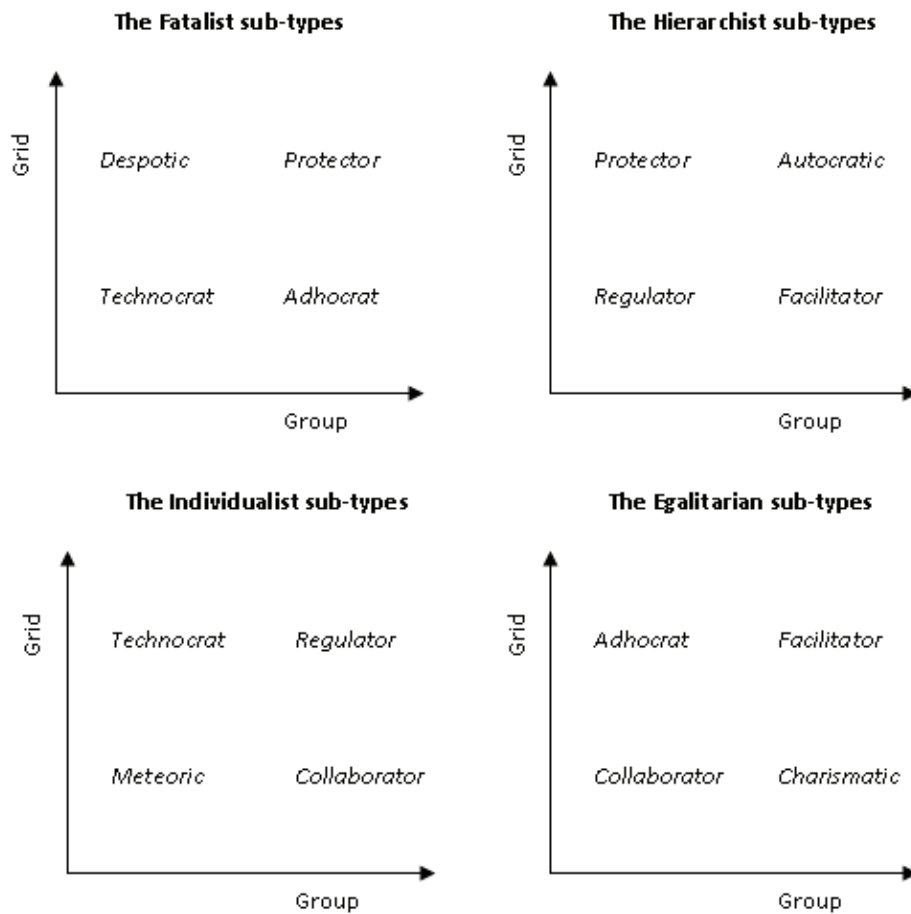 The Fatalist sub-types
Grid
Despotic Protector
Technocrat Adhocrat
Group
The Hierarchist sub-types
Grid
Protector Autocratic
Regulator Facilitator
Group
The Individualist sub-types
Grid
Technocrat Regulator
Meteoric Collaborator
Group
The Egalitarian sub-types
Grid
Adhocrat Facilitator
Collaborator Charismatic
Group